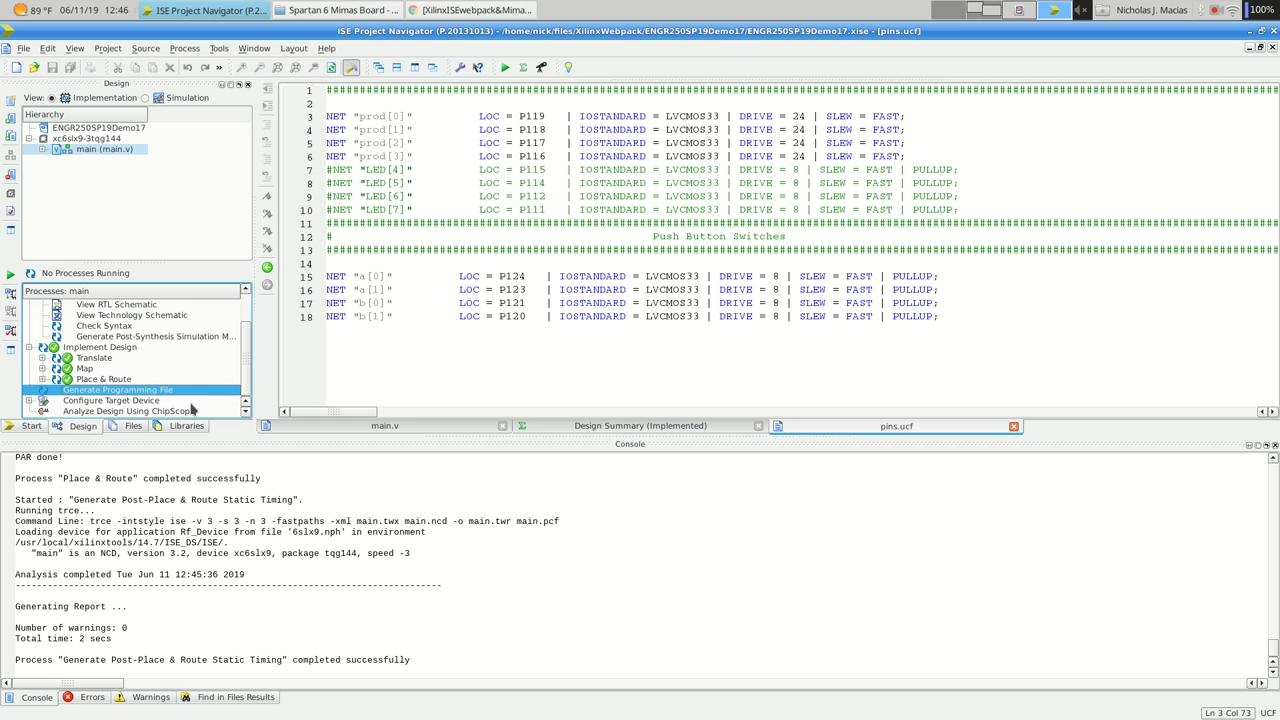 89 °F 06/11/19 12:46 ISE Project Navigator (P.2... Spartan 6 Mimas Board - ... [XilinxISEwebpack&Mima... Nicholas J. Macias 100%
ISE Project Navigator (P.20131013) - /home/nick/files/XilinxWebpack/ENGR250SP19Demo17/ENGR250SP19Demo17.xise - [pins.ucf]
File Edit View Project Source Process Tools Window Layout Help
Design
View: Implementation Simulation
Hierarchy
ENGR250SP19Demo17
xc6slx9-3tqg144
main (main.v)
No Processes Running
Processes: main
View RTL Schematic
View Technology Schematic
Check Syntax
Generate Post-Synthesis Simulation M...
Implement Design
Translate
Map
Place & Route
Generate Programming File
Configure Target Device
Analyze Design Using ChipScope
Start Design Files Libraries
1 ####################################################################################################
2
3 NET "prod[0]" LOC = P119 | IOSTANDARD = LVCMOS33 | DRIVE = 24 | SLEW = FAST;
4 NET "prod[1]" LOC = P118 | IOSTANDARD = LVCMOS33 | DRIVE = 24 | SLEW = FAST;
5 NET "prod[2]" LOC = P117 | IOSTANDARD = LVCMOS33 | DRIVE = 24 | SLEW = FAST;
6 NET "prod[3]" LOC = P116 | IOSTANDARD = LVCMOS33 | DRIVE = 24 | SLEW = FAST;
7 #NET "LED[4]" LOC = P115 | IOSTANDARD = LVCMOS33 | DRIVE = 8 | SLEW = FAST | PULLUP;
8 #NET "LED[5]" LOC = P114 | IOSTANDARD = LVCMOS33 | DRIVE = 8 | SLEW = FAST | PULLUP;
9 #NET "LED[6]" LOC = P112 | IOSTANDARD = LVCMOS33 | DRIVE = 8 | SLEW = FAST | PULLUP;
10 #NET "LED[7]" LOC = P111 | IOSTANDARD = LVCMOS33 | DRIVE = 8 | SLEW = FAST | PULLUP;
11 ####################################################################################################
12 # Push Button Switches
13 ####################################################################################################
14
15 NET "a[0]" LOC = P124 | IOSTANDARD = LVCMOS33 | DRIVE = 8 | SLEW = FAST | PULLUP;
16 NET "a[1]" LOC = P123 | IOSTANDARD = LVCMOS33 | DRIVE = 8 | SLEW = FAST | PULLUP;
17 NET "b[0]" LOC = P121 | IOSTANDARD = LVCMOS33 | DRIVE = 8 | SLEW = FAST | PULLUP;
18 NET "b[1]" LOC = P120 | IOSTANDARD = LVCMOS33 | DRIVE = 8 | SLEW = FAST | PULLUP;
main.v Design Summary (Implemented) pins.ucf
Console
PAR done!
Process "Place & Route" completed successfully
Started : "Generate Post-Place & Route Static Timing".
Running trce...
Command Line: trce -intstyle ise -v 3 -s 3 -n 3 -fastpaths -xml main.twx main.ncd -o main.twr main.pcf
Loading device for application Rf_Device from file '6slx9.nph' in environment
/usr/local/xilinxtools/14.7/ISE_DS/ISE/.
"main" is an NCD, version 3.2, device xc6slx9, package tqg144, speed -3
Analysis completed Tue Jun 11 12:45:36 2019
--------------------------------------------------------------------------------
Generating Report ...
Number of warnings: 0
Total time: 2 secs
Process "Generate Post-Place & Route Static Timing" completed successfully
Console Errors Warnings Find in Files Results
Ln 3 Col 73 UCF